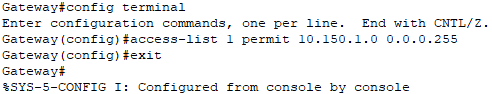 Gateway#config terminal
Enter configuration commands, one per line.  End with CNTL/Z.
Gateway(config)#access-list 1 permit 10.150.1.0 0.0.0.255
Gateway(config)#exit
Gateway#
%SYS-5-CONFIG I: Configured from console by console